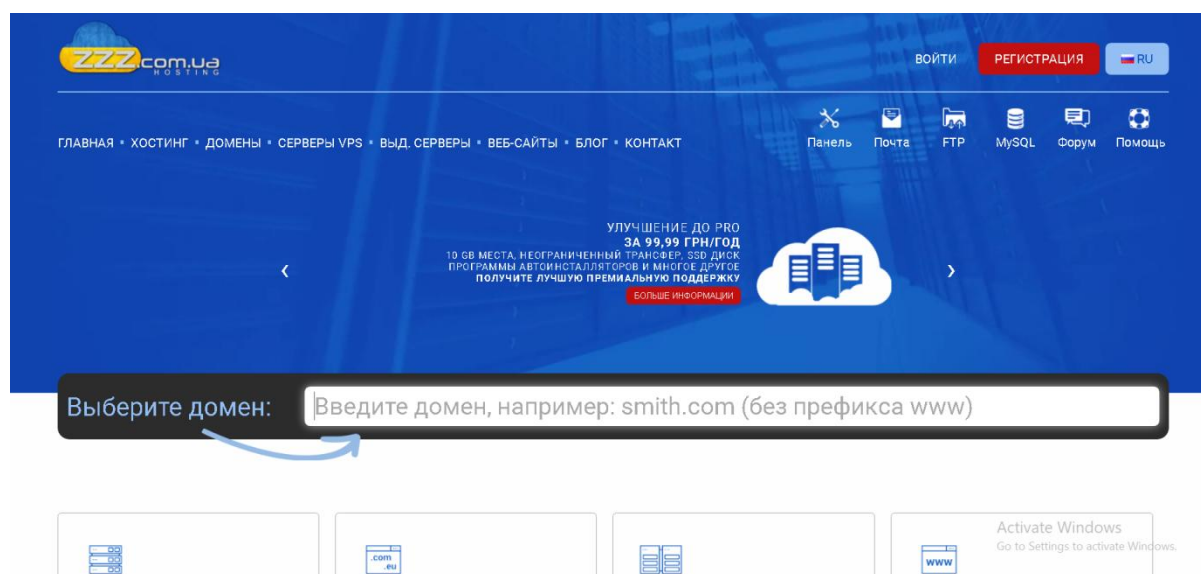 ZZZ.com.ua
HOSTING
ВОЙТИ
РЕГИСТРАЦИЯ
RU
ГЛАВНАЯ • ХОСТИНГ • ДОМЕНЫ • СЕРВЕРЫ VPS • ВЫД. СЕРВЕРЫ • ВЕБ-САЙТЫ • БЛОГ • КОНТАКТ
Панель Почта FTP MySQL Форум Помощь
УЛУЧШЕНИЕ ДО PRO
ЗА 99,99 ГРН/ГОД
10 GB МЕСТА, НЕОГРАНИЧЕННЫЙ ТРАНСФЕР, SSD ДИСК
ПРОГРАММЫ АВТОИНСТАЛЛЯТОРОВ И МНОГОЕ ДРУГОЕ
ПОЛУЧИТЕ ЛУЧШУЮ ПРЕМИАЛЬНУЮ ПОДДЕРЖКУ
БОЛЬШЕ ИНФОРМАЦИИ
Выберите домен:
Введите домен, например: smith.com (без префикса www)
.com
.eu
www
Activate Windows
Go to Settings to activate Windows.